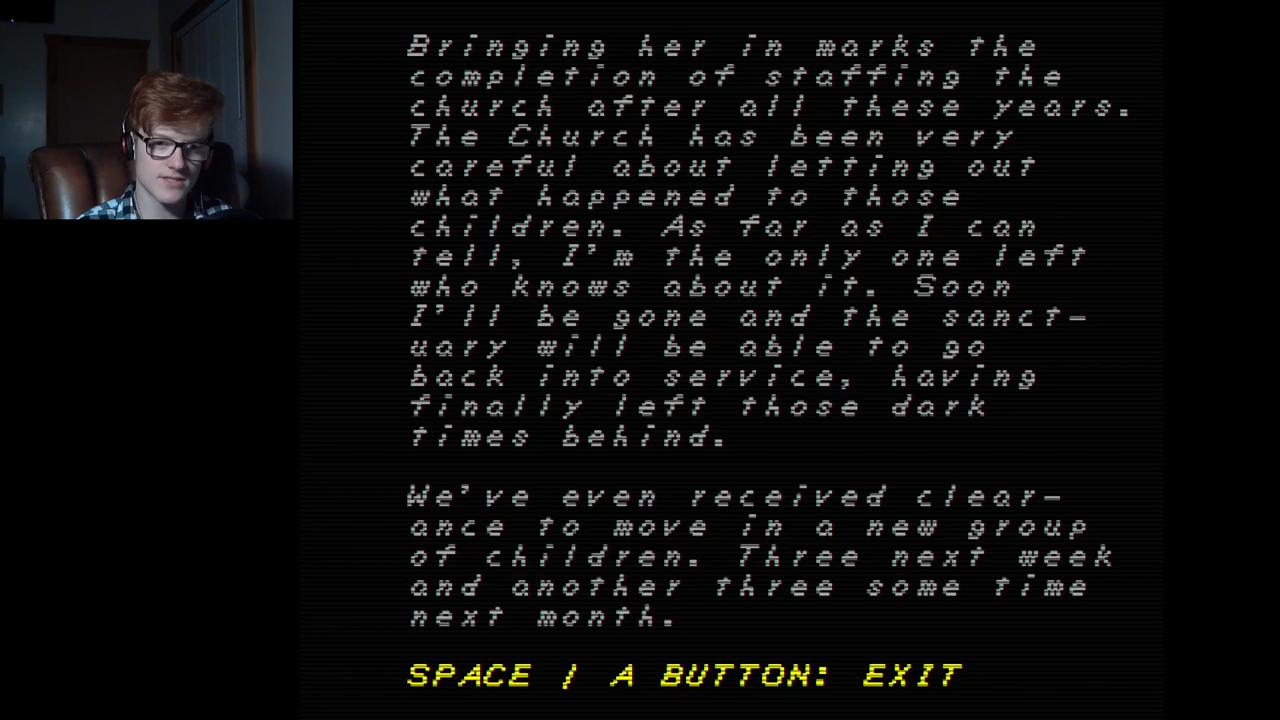 Bringing her in marks the
completion of staffing the
church after all these years.
The Church has been very
careful about letting out
what happened to those
children. As far as I can
tell, I'm the only one left
who knows about it. Soon
I'll be gone and the sanct-
uary will be able to go
back into service, having
finally left those dark
times behind.
We've even received clear-
ance to move in a new group
of children. Three next week
and another three some time
next month.
SPACE / A BUTTON: EXIT